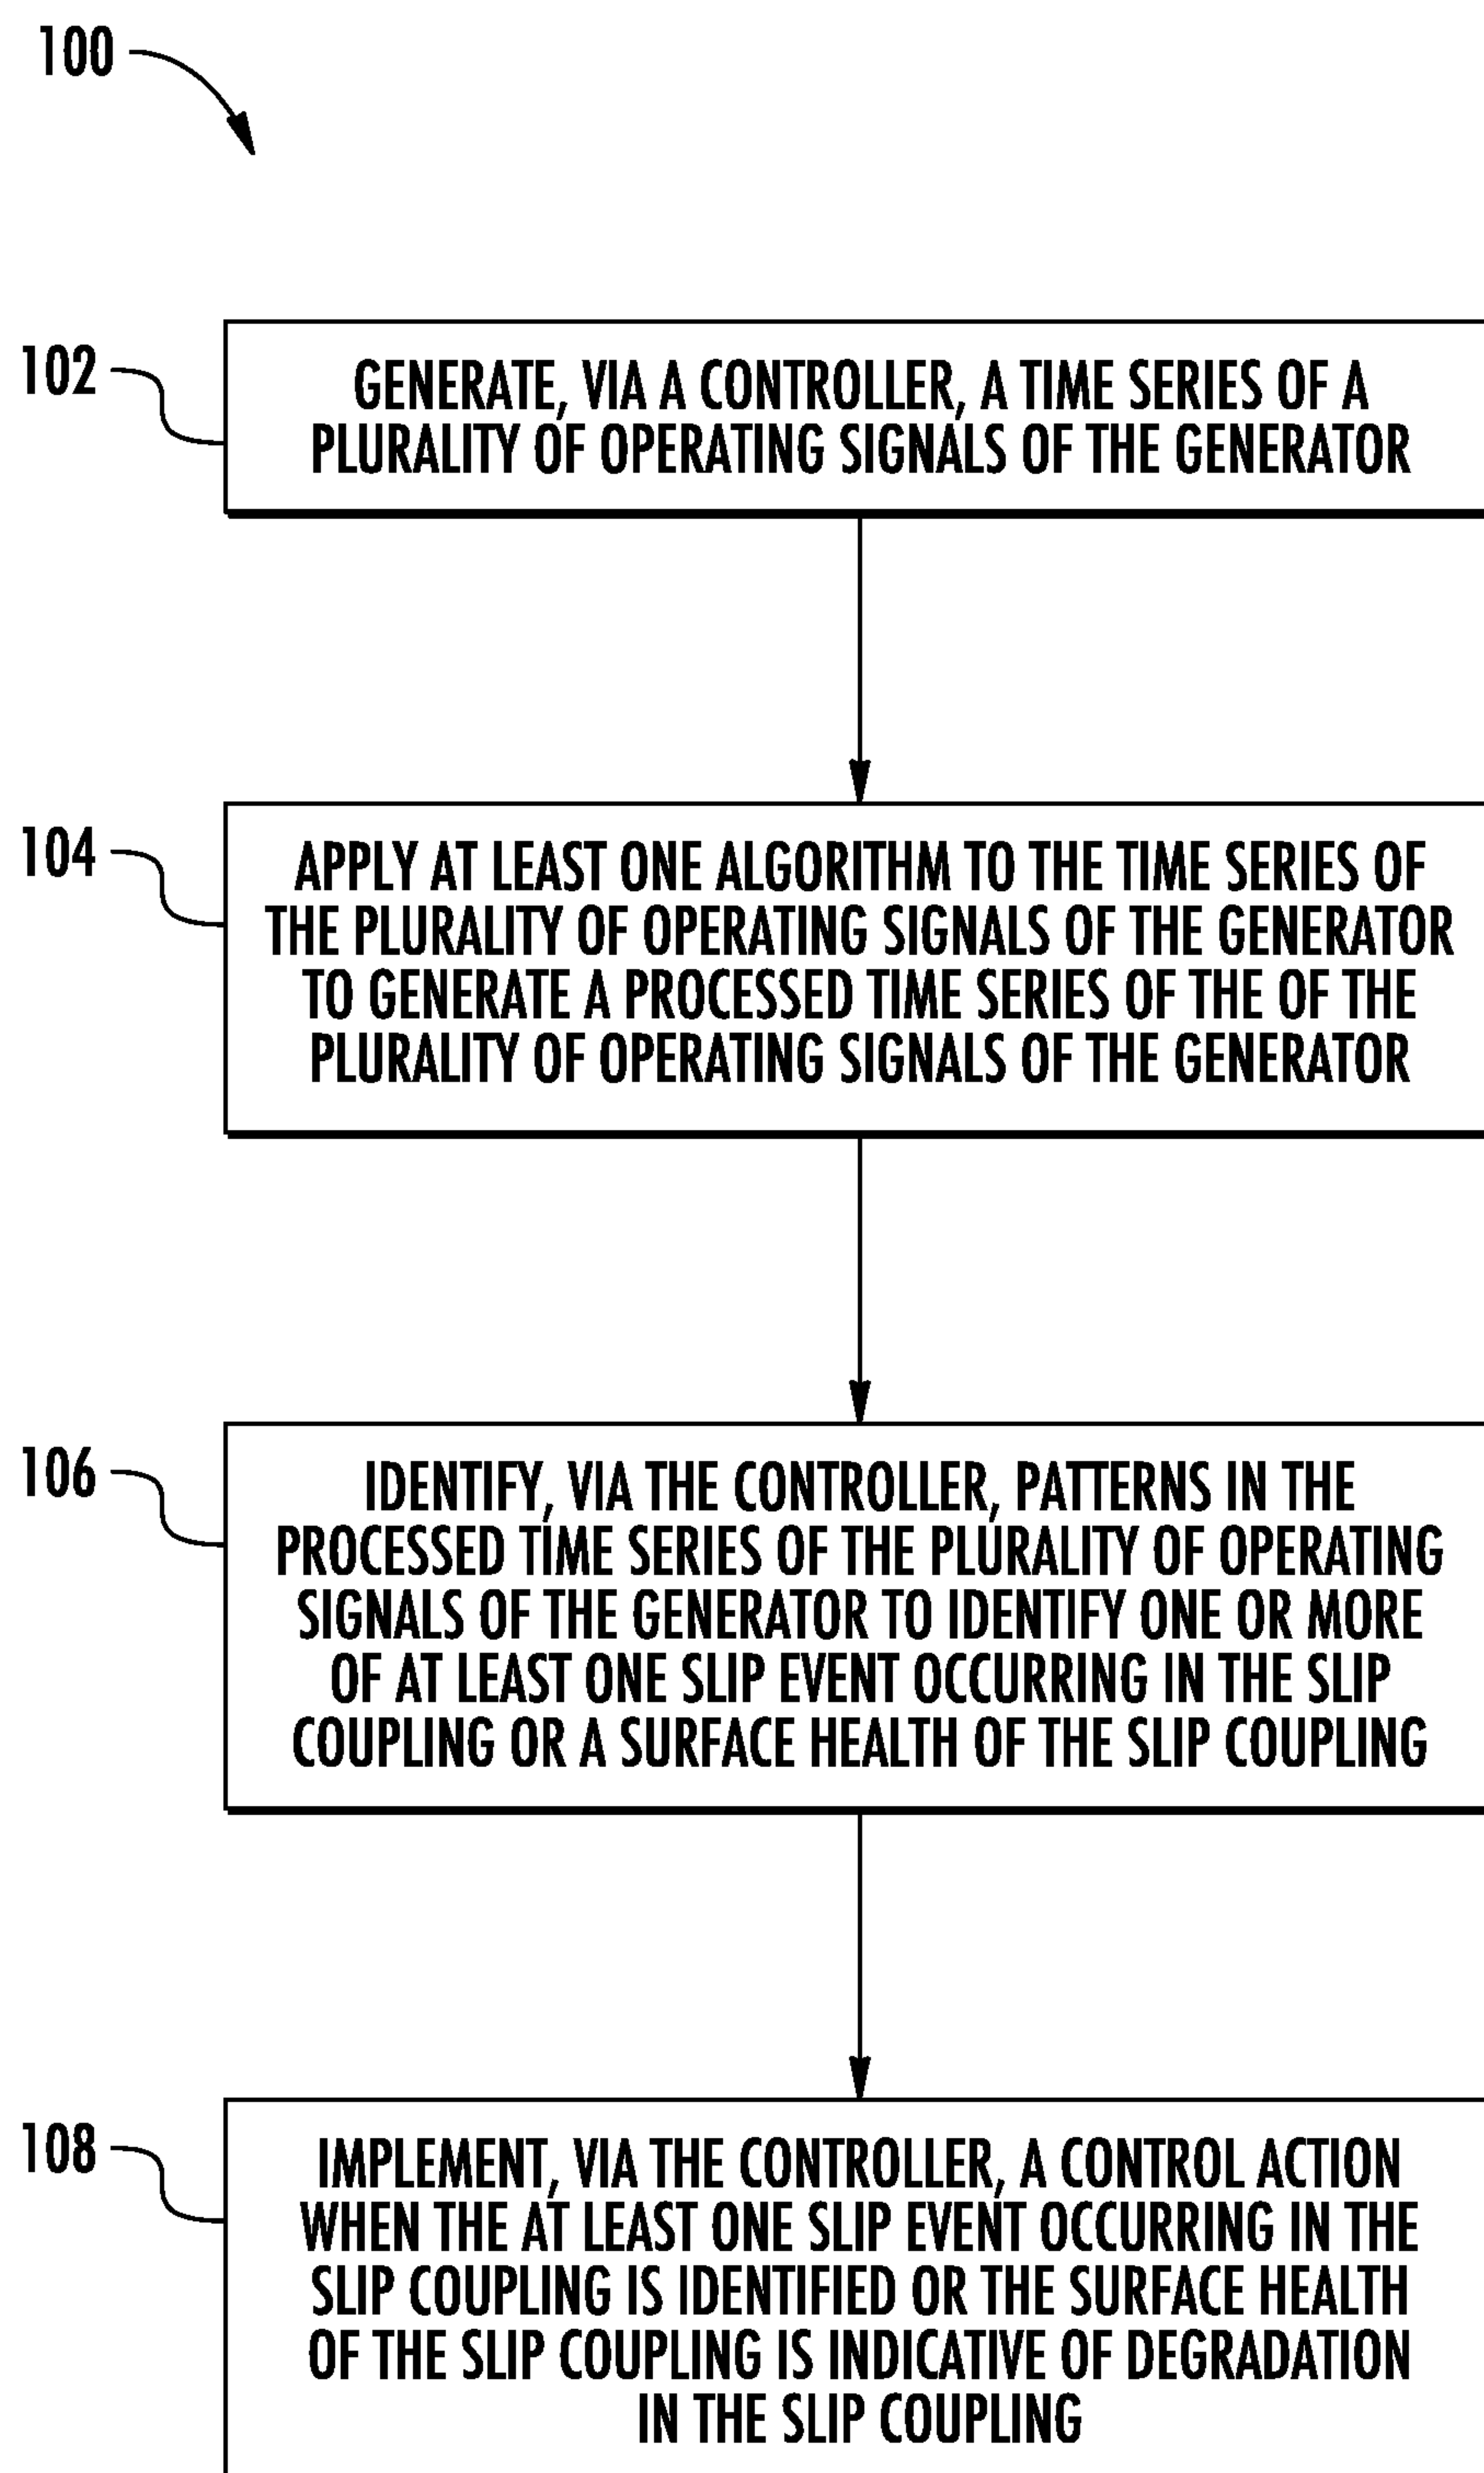 100
102
GENERATE, VIA A CONTROLLER, A TIME SERIES OF A
PLURALITY OF OPERATING SIGNALS OF THE GENERATOR
104
APPLY AT LEAST ONE ALGORITHM TO THE TIME SERIES OF
THE PLURALITY OF OPERATING SIGNALS OF THE GENERATOR
TO GENERATE A PROCESSED TIME SERIES OF THE OF THE
PLURALITY OF OPERATING SIGNALS OF THE GENERATOR
106
IDENTIFY, VIA THE CONTROLLER, PATTERNS IN THE
PROCESSED TIME SERIES OF THE PLURALITY OF OPERATING
SIGNALS OF THE GENERATOR TO IDENTIFY ONE OR MORE
OF AT LEAST ONE SLIP EVENT OCCURRING IN THE SLIP
COUPLING OR A SURFACE HEALTH OF THE SLIP COUPLING
108
IMPLEMENT, VIA THE CONTROLLER, A CONTROL ACTION
WHEN THE AT LEAST ONE SLIP EVENT OCCURRING IN THE
SLIP COUPLING IS IDENTIFIED OR THE SURFACE HEALTH
OF THE SLIP COUPLING IS INDICATIVE OF DEGRADATION
IN THE SLIP COUPLING